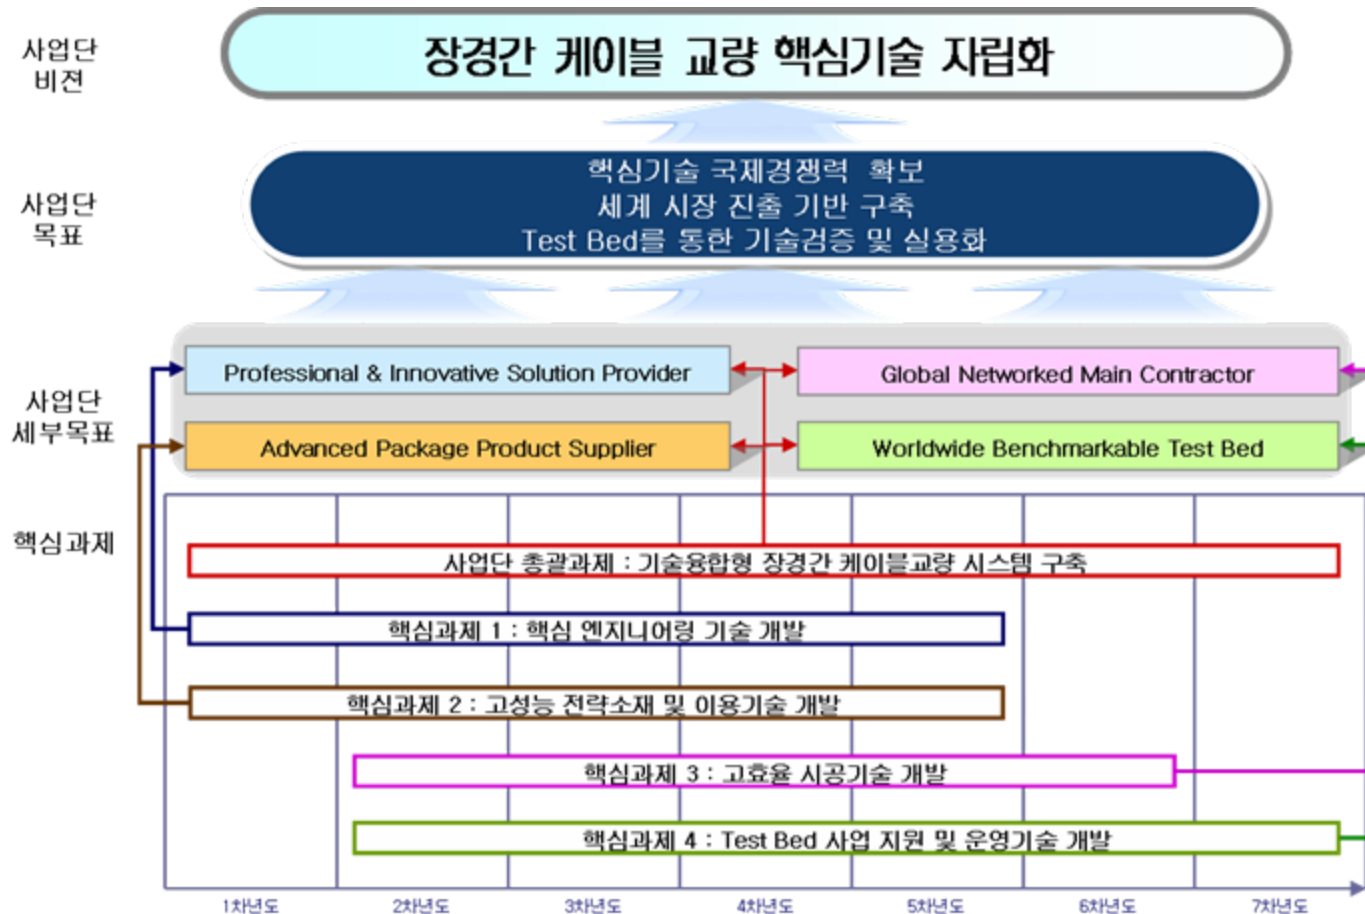 사업단
비젼
장경간 케이블 교량 핵심기술 자립화
사업단
목표
핵심기술 국제경쟁력 확보
세계 시장 진출 기반 구축
Test Bed를 통한 기술검증 및 실용화
사업단
세부목표
Professional & Innovative Solution Provider
Global Networked Main Contractor
Advanced Package Product Supplier
Worldwide Benchmarkable Test Bed
핵심과제
사업단 총괄과제 : 기술융합형 장경간 케이블교량 시스템 구축
핵심과제 1 : 핵심 엔지니어링 기술 개발
핵심과제 2 : 고성능 전략소재 및 이용기술 개발
핵심과제 3 : 고효율 시공기술 개발
핵심과제 4 : Test Bed 사업 지원 및 운영기술 개발
1차년도 2차년도 3차년도 4차년도 5차년도 6차년도 7차년도